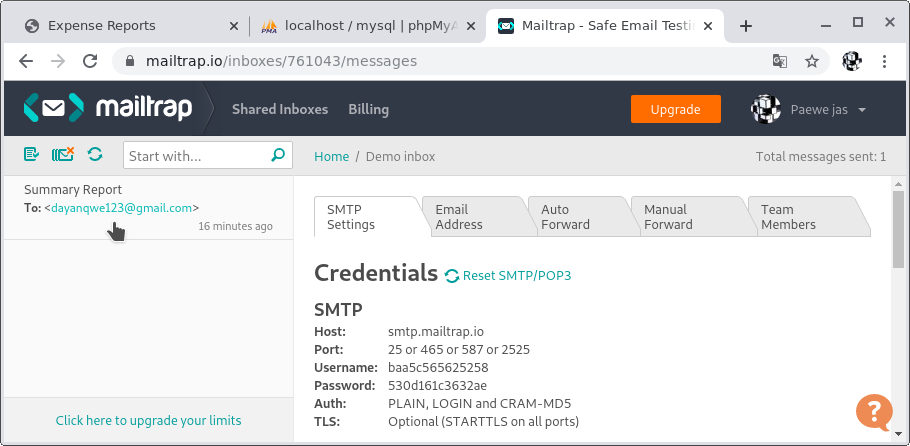 Expense Reports
localhost / mysql | phpMyA
Mailtrap - Safe Email Testi
mailtrap.io/inboxes/761043/messages
mailtrap
Shared Inboxes
Billing
Upgrade
Paewe jas
Start with...
Home / Demo inbox
Total messages sent: 1
Summary Report
To: <dayanqwe123@gmail.com>
16 minutes ago
Click here to upgrade your limits
SMTP
Settings
Email
Address
Auto
Forward
Manual
Forward
Team
Members
Credentials
Reset SMTP/POP3
SMTP
Host: smtp.mailtrap.io
Port: 25 or 465 or 587 or 2525
Username: baa5c565625258
Password: 530d161c3632ae
Auth: PLAIN, LOGIN and CRAM-MD5
TLS: Optional (STARTTLS on all ports)
?